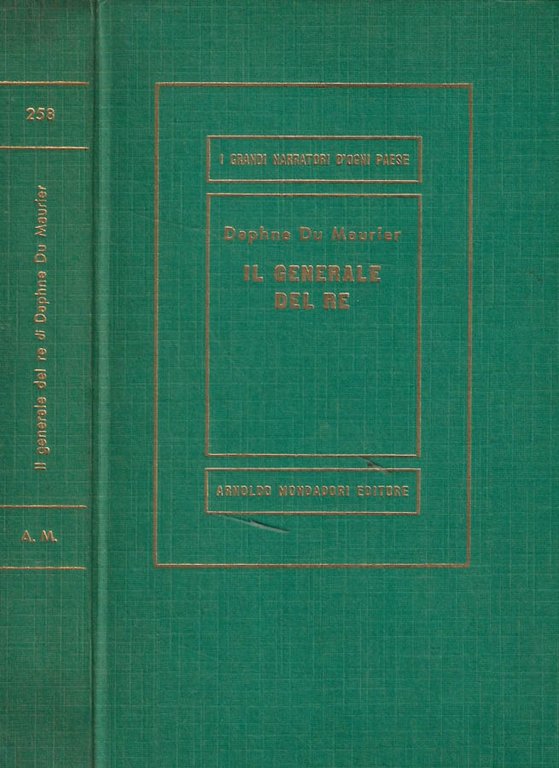 258
Il generale del re di Daphne Du Maurier
A. M.
I GRANDI NARRATORI D'OGNI PAESE
Daphne Du Maurier
IL GENERALE
DEL RE
ARNOLDO MONDADORI EDITORE